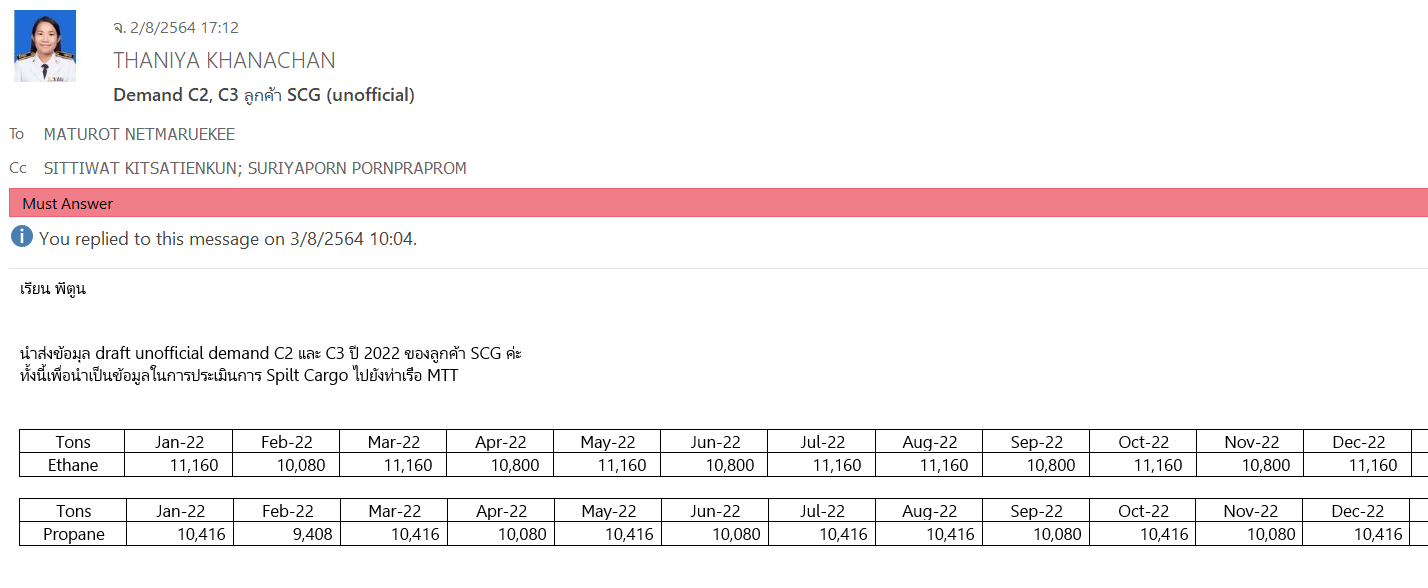 จ. 2/8/2564 17:12
THANIYA KHANACHAN
Demand C2, C3 ลูกค้า SCG (unofficial)
To MATUROT NETMARUEKEE
Cc SITTIWAT KITSATIENKUN; SURIYAPORN PORNPRAPROM
Must Answer
You replied to this message on 3/8/2564 10:04.
เรียน พี่ตูน
นำส่งข้อมูล draft unofficial demand C2 และ C3 ปี 2022 ของลูกค้า SCG ค่ะ
ทั้งนี้เพื่อนำเป็นข้อมูลในการประเมินการ Spilt Cargo ไปยังท่าเรือ MTT
Tons Jan-22 Feb-22 Mar-22 Apr-22 May-22 Jun-22 Jul-22 Aug-22 Sep-22 Oct-22 Nov-22 Dec-22
Ethane 11,160 10,080 11,160 10,800 11,160 10,800 11,160 11,160 10,800 11,160 10,800 11,160
Tons Jan-22 Feb-22 Mar-22 Apr-22 May-22 Jun-22 Jul-22 Aug-22 Sep-22 Oct-22 Nov-22 Dec-22
Propane 10,416 9,408 10,416 10,080 10,416 10,080 10,416 10,416 10,080 10,416 10,080 10,416